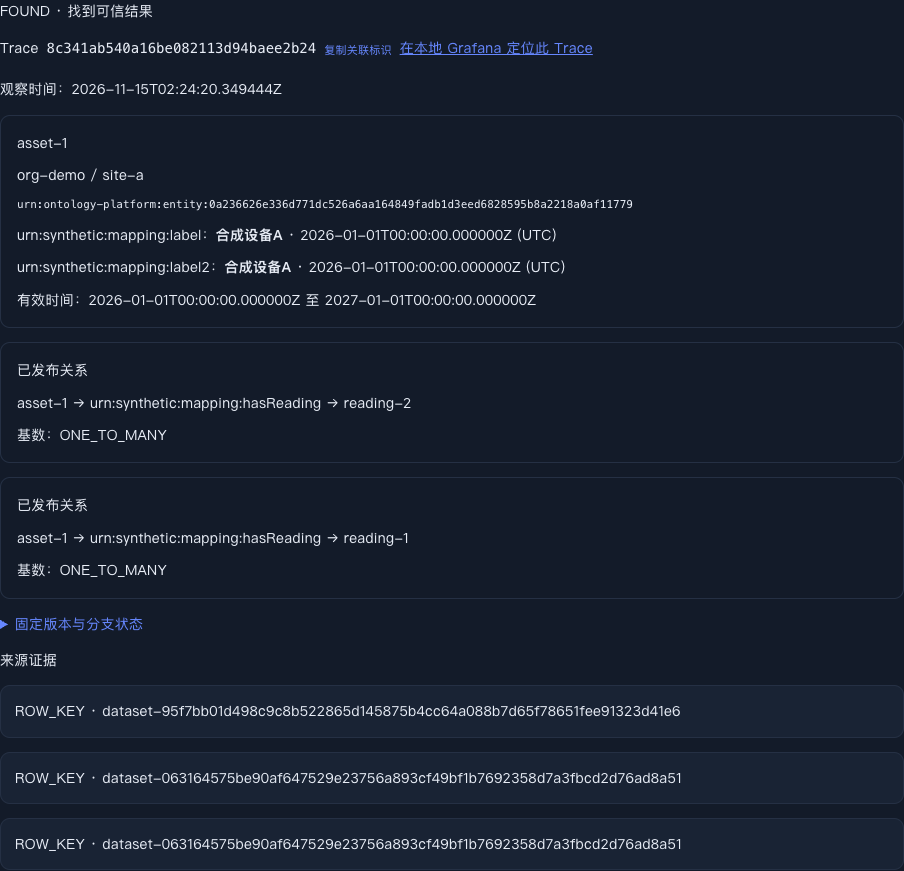 FOUND · 找到可信结果
Trace 8c341ab540a16be082113d94baee2b24 复制关联标识 在本地 Grafana 定位此 Trace
观察时间：2026-11-15T02:24:20.349444Z
asset-1
org-demo / site-a
urn:ontology-platform:entity:0a236626e336d771dc526a6aa164849fadb1d3eed6828595b8a2218a0af11779
urn:synthetic:mapping:label：合成设备A · 2026-01-01T00:00:00.000000Z (UTC)
urn:synthetic:mapping:label2：合成设备A · 2026-01-01T00:00:00.000000Z (UTC)
有效时间：2026-01-01T00:00:00.000000Z 至 2027-01-01T00:00:00.000000Z
已发布关系
asset-1 → urn:synthetic:mapping:hasReading → reading-2
基数：ONE_TO_MANY
已发布关系
asset-1 → urn:synthetic:mapping:hasReading → reading-1
基数：ONE_TO_MANY
固定版本与分支状态
来源证据
ROW_KEY · dataset-95f7bb01d498c9c8b522865d145875b4cc64a088b7d65f78651fee91323d41e6
ROW_KEY · dataset-063164575be90af647529e23756a893cf49bf1b7692358d7a3fbcd2d76ad8a51
ROW_KEY · dataset-063164575be90af647529e23756a893cf49bf1b7692358d7a3fbcd2d76ad8a51